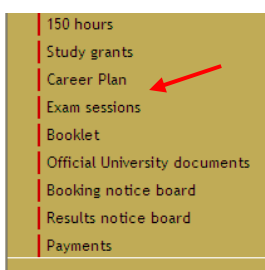 150 hours
Study grants
Career Plan
Exam sessions
Booklet
Official University documents
Booking notice board
Results notice board
Payments